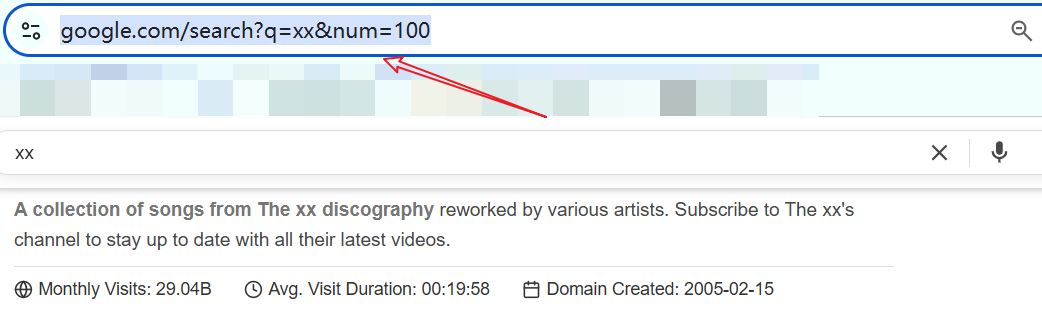 google.com/search?q=xx&num=100
xx
A collection of songs from The xx discography reworked by various artists. Subscribe to The xx's
channel to stay up to date with all their latest videos.
Monthly Visits: 29.04B Avg. Visit Duration: 00:19:58 Domain Created: 2005-02-15